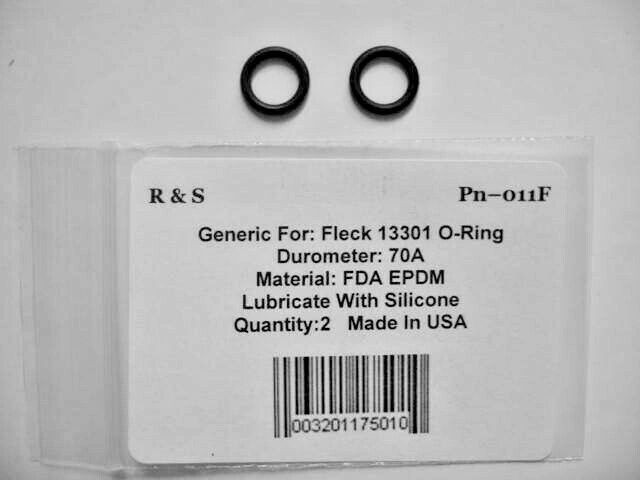 R & S Pn-011F
Generic For: Fleck 13301 O-Ring
Durometer: 70A
Material: FDA EPDM
Lubricate With Silicone
Quantity:2 Made In USA
003201175010